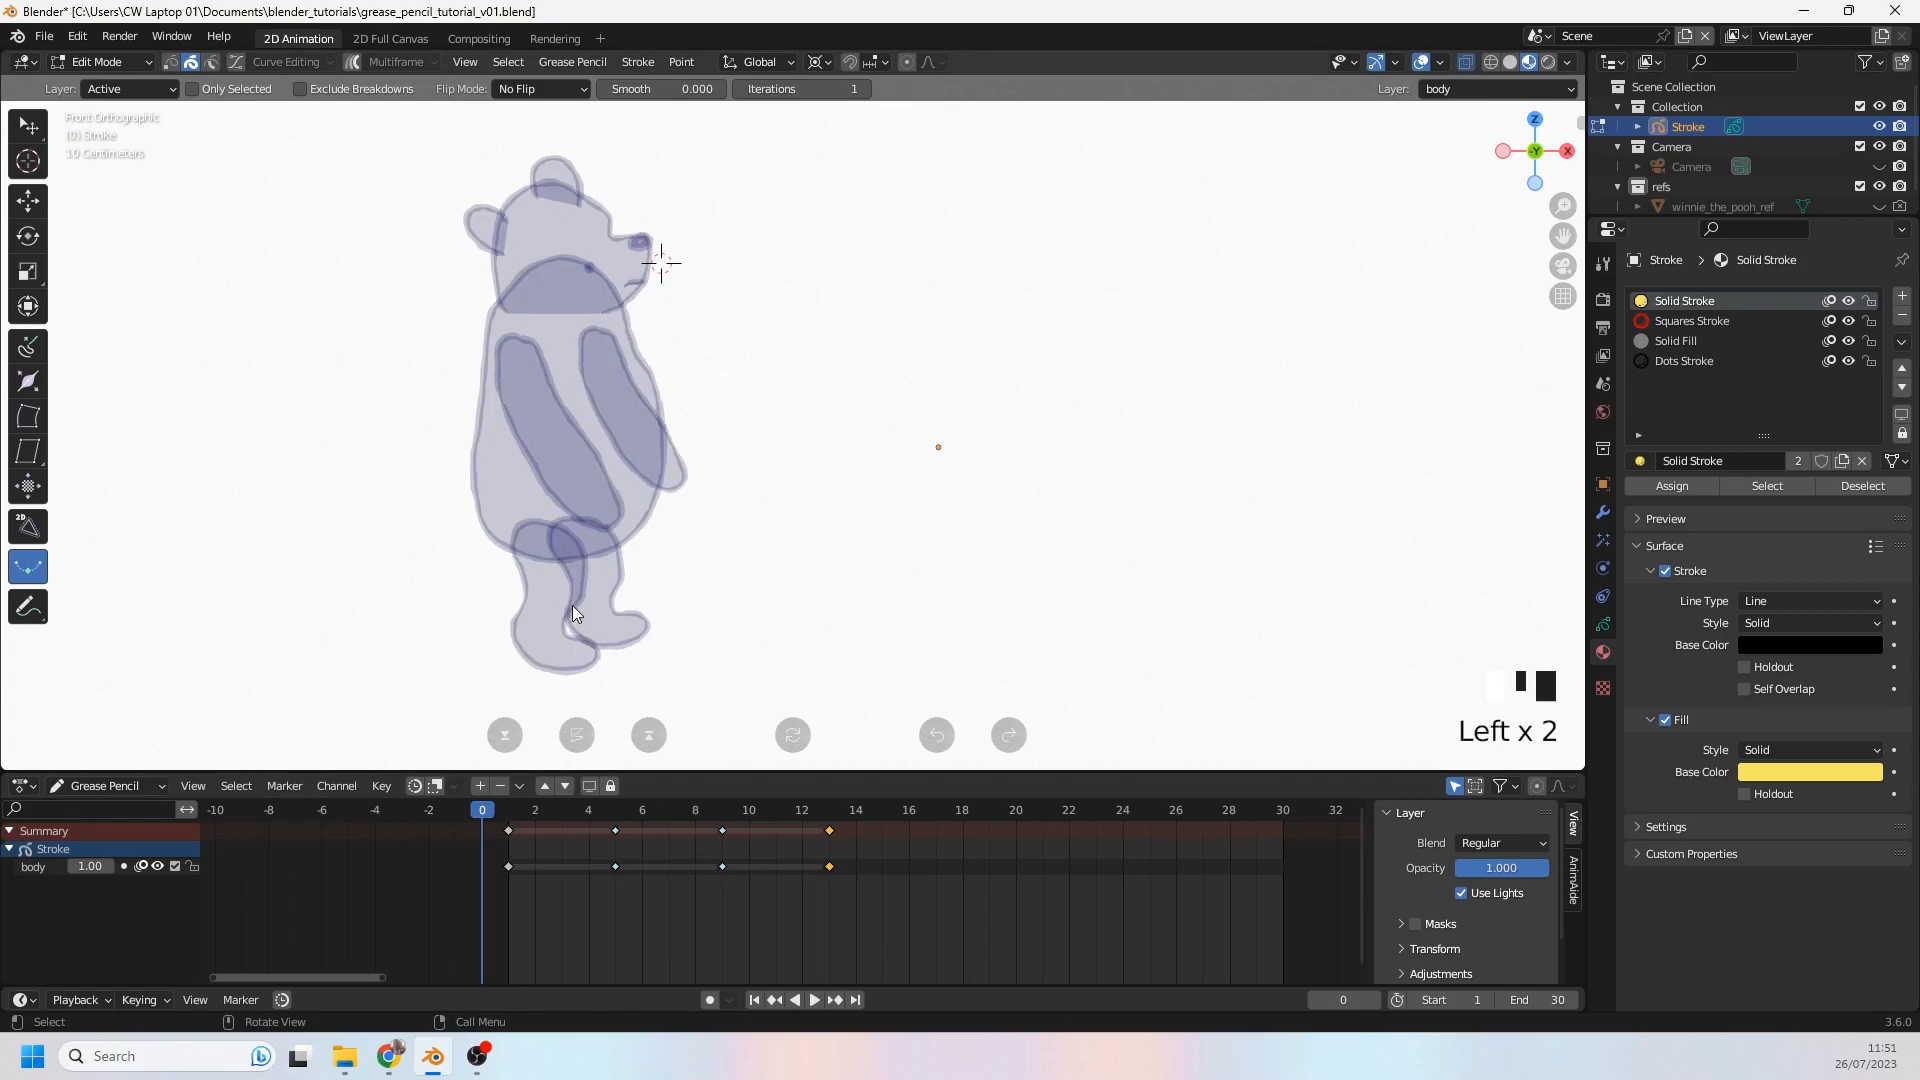 Blender* [C:\Users\CW Laptop 01\Documents\blender_tutorials\grease_pencil_tutorial_v01.blend]
File Edit Render Window Help 2D Animation 2D Full Canvas Compositing Rendering + Scene ViewLayer
Edit Mode Curve Editing Multiframe View Select Grease Pencil Stroke Point Global
Layer: Active Only Selected Exclude Breakdowns Flip Mode: No Flip Smooth 0.000 Iterations 1 Layer: body
Front Orthographic
(0) Stroke
10 Centimeters
Z
-Y X
Left x 2
Scene Collection
Collection
Stroke
Camera
Camera
refs
winnie_the_pooh_ref
Stroke > Solid Stroke
Solid Stroke
Squares Stroke
Solid Fill
Dots Stroke
Solid Stroke 2
Assign Select Deselect
Preview
Surface
Stroke
Line Type Line
Style Solid
Base Color
Holdout
Self Overlap
Fill
Style Solid
Base Color
Holdout
Settings
Custom Properties
Grease Pencil View Select Marker Channel Key
-10 -8 -6 -4 -2 0 2 4 6 8 10 12 14 16 18 20 22 24 26 28 30 32
Summary
Stroke
body 1.00
Layer
Blend Regular
Opacity 1.000
Use Lights
Masks
Transform
Adjustments
View
AnimAide
Playback Keying View Marker 0 Start 1 End 30
Select Rotate View Call Menu 3.6.0
Search
11:51
26/07/2023